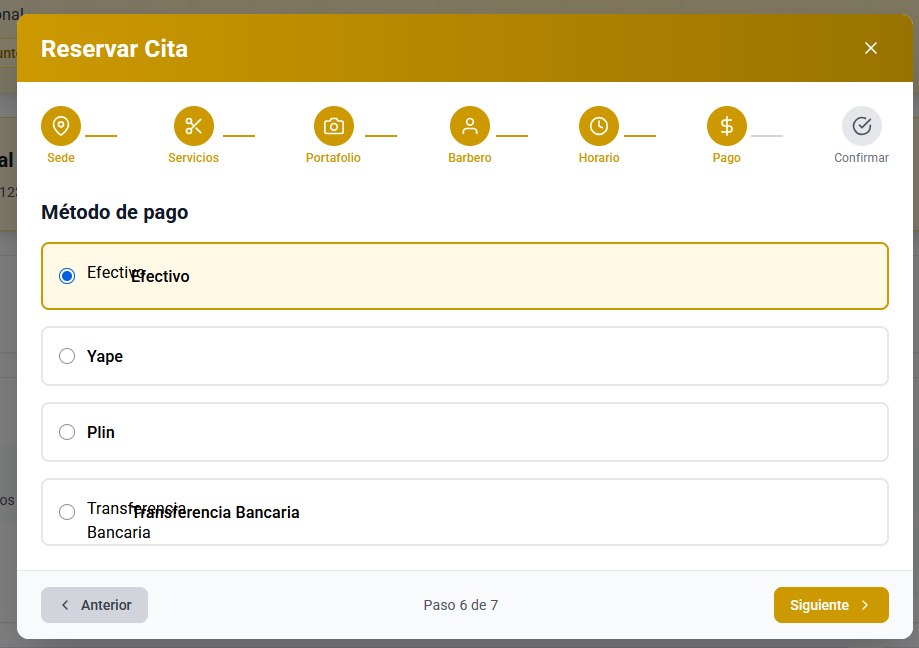 onal
Reservar Cita
Sede
Servicios
Portafolio
Barbero
Horario
Pago
Confirmar
al
123
Método de pago
Efectivo
Efectivo
Yape
Plin
os
Transferencia
Bancaria
Transferencia Bancaria
Anterior
Paso 6 de 7
Siguiente